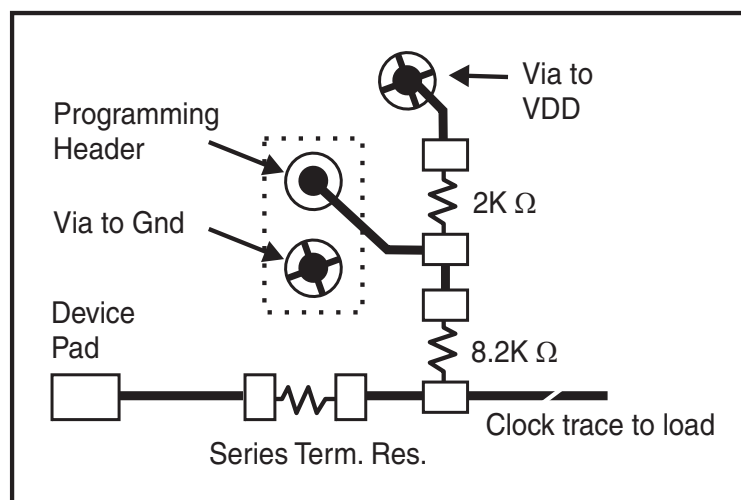 Via to
VDD
Programming
Header
2K Ω
Via to Gnd
Device
Pad
8.2K Ω
Clock trace to load
Series Term. Res.